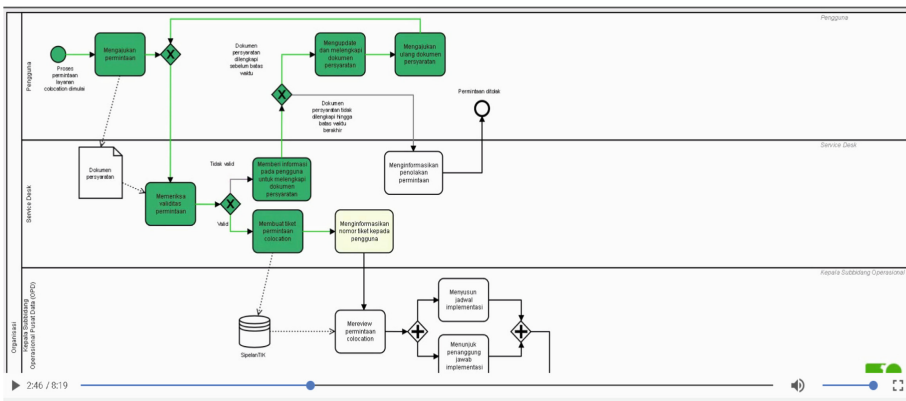 Pengguna
Pengguna
Proses
permintaan
layanan
colocation dimulai
Mengajukan
permintaan
X
Dokumen
persyaratan
dilengkapi
sebelum batas
waktu
Mengupdate
dan melengkapi
dokumen
persyaratan
Mengajukan
ulang dokumen
persyaratan
X
Dokumen
persyaratan tidak
dilengkapi hingga
batas waktu
berakhir
Permintaan ditolak
Service Desk
Service Desk
Dokumen
persyaratan
Memeriksa
validitas
permintaan
X
Tidak valid
Valid
Memberi informasi
pada pengguna
untuk melengkapi
dokumen
persyaratan
Menginformasikan
penolakan
permintaan
Membuat tiket
permintaan
colocation
Menginformasikan
nomor tiket kepada
pengguna
Kepala Subbidang Operasional
Organisasi
Kepala Subbidang
Operasional Pusat Data (OPD)
SipetanTIK
Mereview
permintaan
colocation
Menyusun
jadwal
implementasi
Menunjuk
penanggung
jawab
implementasi
2:46 / 8:19